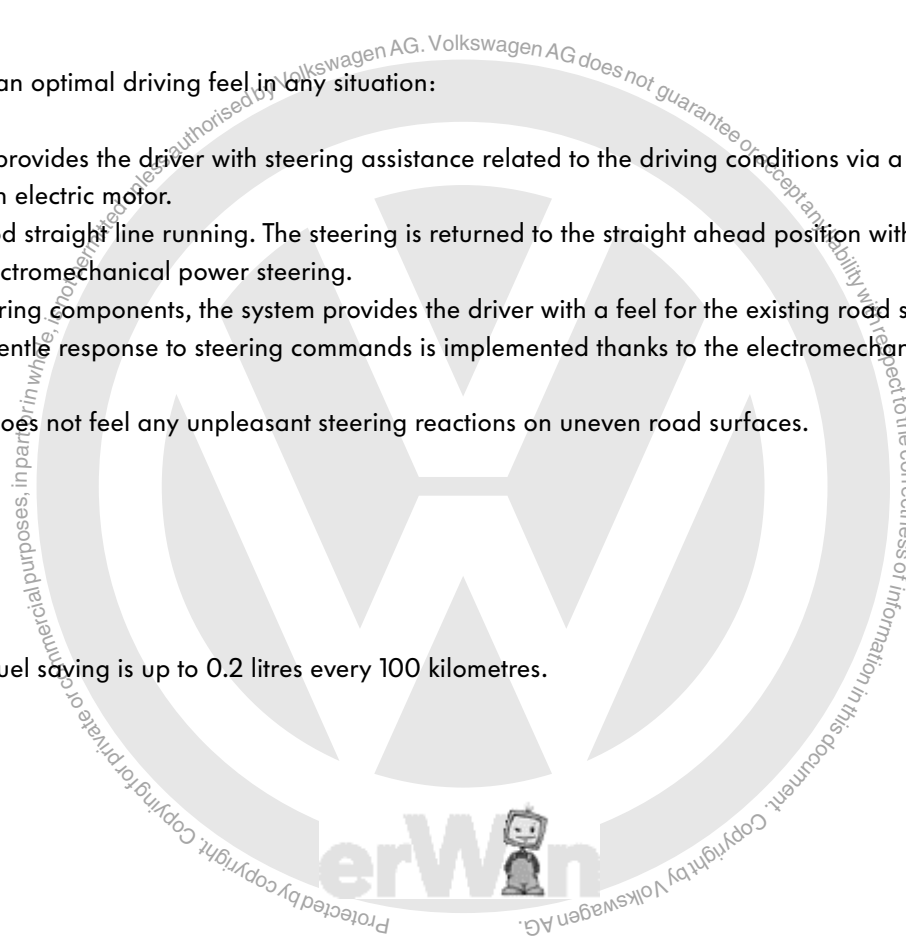 an optimal driving feel in any situation:
provides the driver with steering assistance related to the driving conditions via a
n electric motor.
d straight line running. The steering is returned to the straight ahead position with
ctromechanical power steering.
ring components, the system provides the driver with a feel for the existing road s
entle response to steering commands is implemented thanks to the electromechan
oes not feel any unpleasant steering reactions on uneven road surfaces.
uel saving is up to 0.2 litres every 100 kilometres.
erWin
Protected by copyright. Copying for private or commercial purposes, in part or in whole, is not permitted unless authorised by Volkswagen AG. Volkswagen AG does not guarantee or accept any liability with respect to the correctness of information in this document. Copyright by Volkswagen AG.